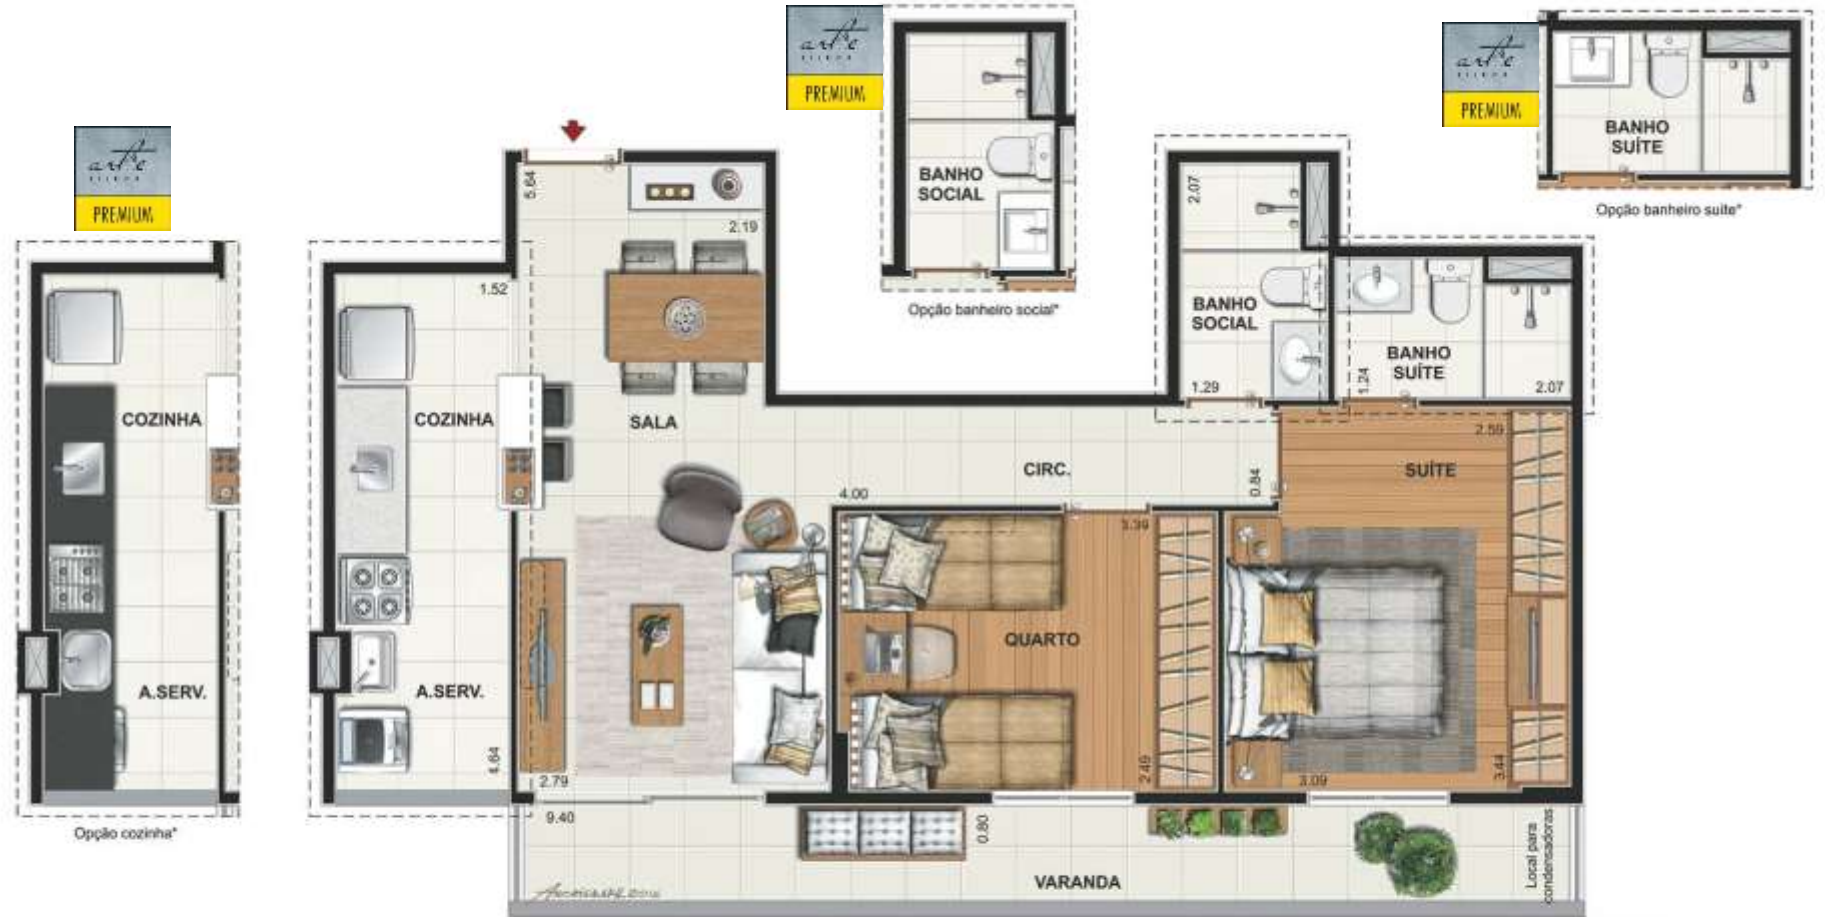 art'e
PREMIUM
BANHO
SOCIAL
Opção banheiro social*
art'e
PREMIUM
BANHO
SUÍTE
Opção banheiro suíte*
art'e
PREMIUM
COZINHA
A.SERV.
Opção cozinha*
5.64
2.19
1.52
COZINHA
SALA
A.SERV.
4.64
2.79
9.40
4.00
CIRC.
0.84
2.07
BANHO
SOCIAL
1.29
BANHO
SUÍTE
1.24
2.07
2.59
SUÍTE
3.39
QUARTO
2.49
3.09
3.44
0.80
VARANDA
Local para
condensadoras